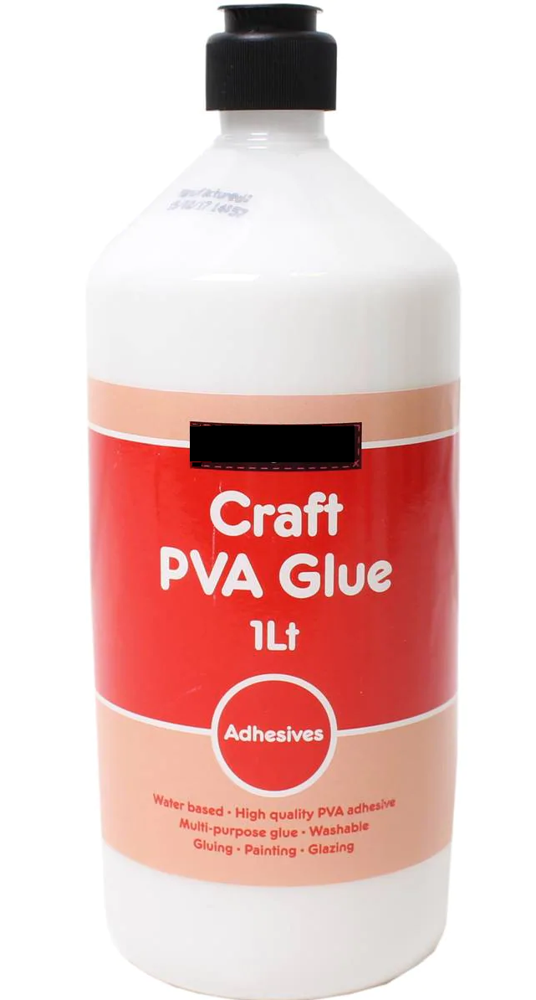 Craft
PVA Glue
1Lt
Adhesives
Water based • High quality PVA adhesive
Multi-purpose glue • Washable
Gluing • Painting • Glazing